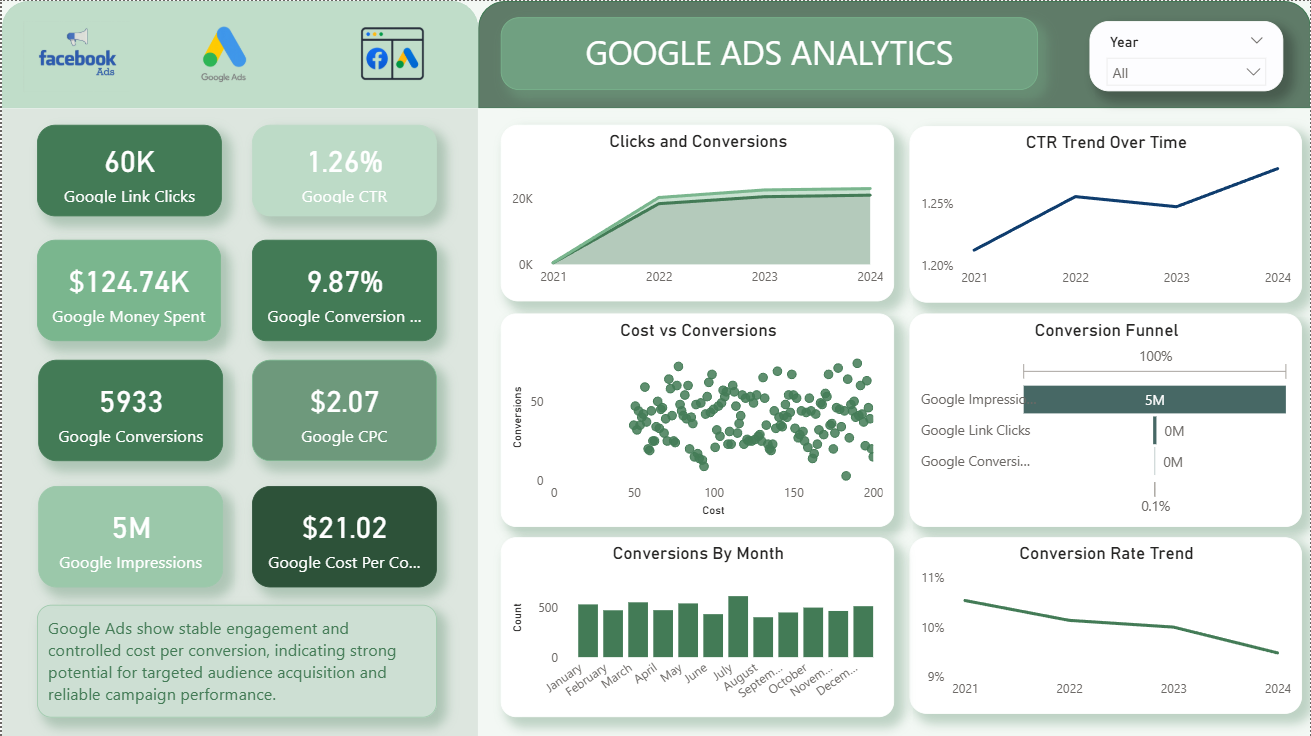 facebook
Ads
Google Ads
GOOGLE ADS ANALYTICS
Year
All
60K
Google Link Clicks
1.26%
Google CTR
$124.74K
Google Money Spent
9.87%
Google Conversion ...
5933
Google Conversions
$2.07
Google CPC
5M
Google Impressions
$21.02
Google Cost Per Co...
Google Ads show stable engagement and
controlled cost per conversion, indicating strong
potential for targeted audience acquisition and
reliable campaign performance.
Clicks and Conversions
20K
0K
2021 2022 2023 2024
CTR Trend Over Time
1.25%
1.20%
2021 2022 2023 2024
Cost vs Conversions
Conversions
50
0
0 50 100 150 200
Cost
Conversion Funnel
100%
Google Impressio... 5M
Google Link Clicks 0M
Google Conversi... 0M
0.1%
Conversions By Month
Count
500
0
January February March April May June July August Septem... October Novem... Decem...
Conversion Rate Trend
11%
10%
9%
2021 2022 2023 2024